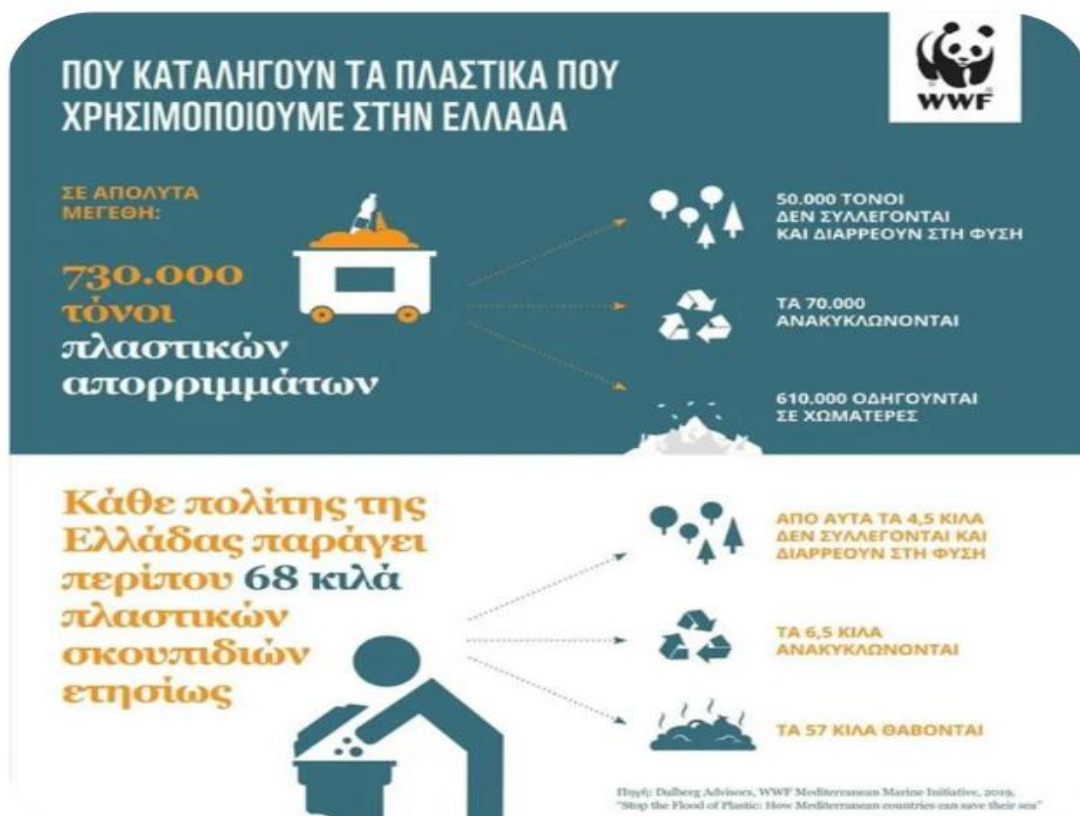 ΠΟΥ ΚΑΤΑΛΗΓΟΥΝ ΤΑ ΠΛΑΣΤΙΚΑ ΠΟΥ
ΧΡΗΣΙΜΟΠΟΙΟΥΜΕ ΣΤΗΝ ΕΛΛΑΔΑ
WWF
ΣΕ ΑΠΟΛΥΤΑ
ΜΕΓΕΘΗ:
730.000
τόνοι
πλαστικών
απορριμμάτων
50.000 ΤΟΝΟΙ
ΔΕΝ ΣΥΛΛΕΓΟΝΤΑΙ
ΚΑΙ ΔΙΑΡΡΕΟΥΝ ΣΤΗ ΦΥΣΗ
ΤΑ 70.000
ΑΝΑΚΥΚΛΩΝΟΝΤΑΙ
610.000 ΟΔΗΓΟΥΝΤΑΙ
ΣΕ ΧΩΜΑΤΕΡΕΣ
Κάθε πολίτης της
Ελλάδας παράγει
περίπου 68 κιλά
πλαστικών
σκουπιδιών
ετησίως
ΑΠΟ ΑΥΤΑ ΤΑ 4,5 ΚΙΛΑ
ΔΕΝ ΣΥΛΛΕΓΟΝΤΑΙ ΚΑΙ
ΔΙΑΡΡΕΟΥΝ ΣΤΗ ΦΥΣΗ
ΤΑ 6,5 ΚΙΛΑ
ΑΝΑΚΥΚΛΩΝΟΝΤΑΙ
ΤΑ 57 ΚΙΛΑ ΘΑΒΟΝΤΑΙ
Πηγή: Dalberg Advisors, WWF Mediterranean Marine Initiative, 2019,
"Stop the Flood of Plastic: How Mediterranean countries can save their sea"